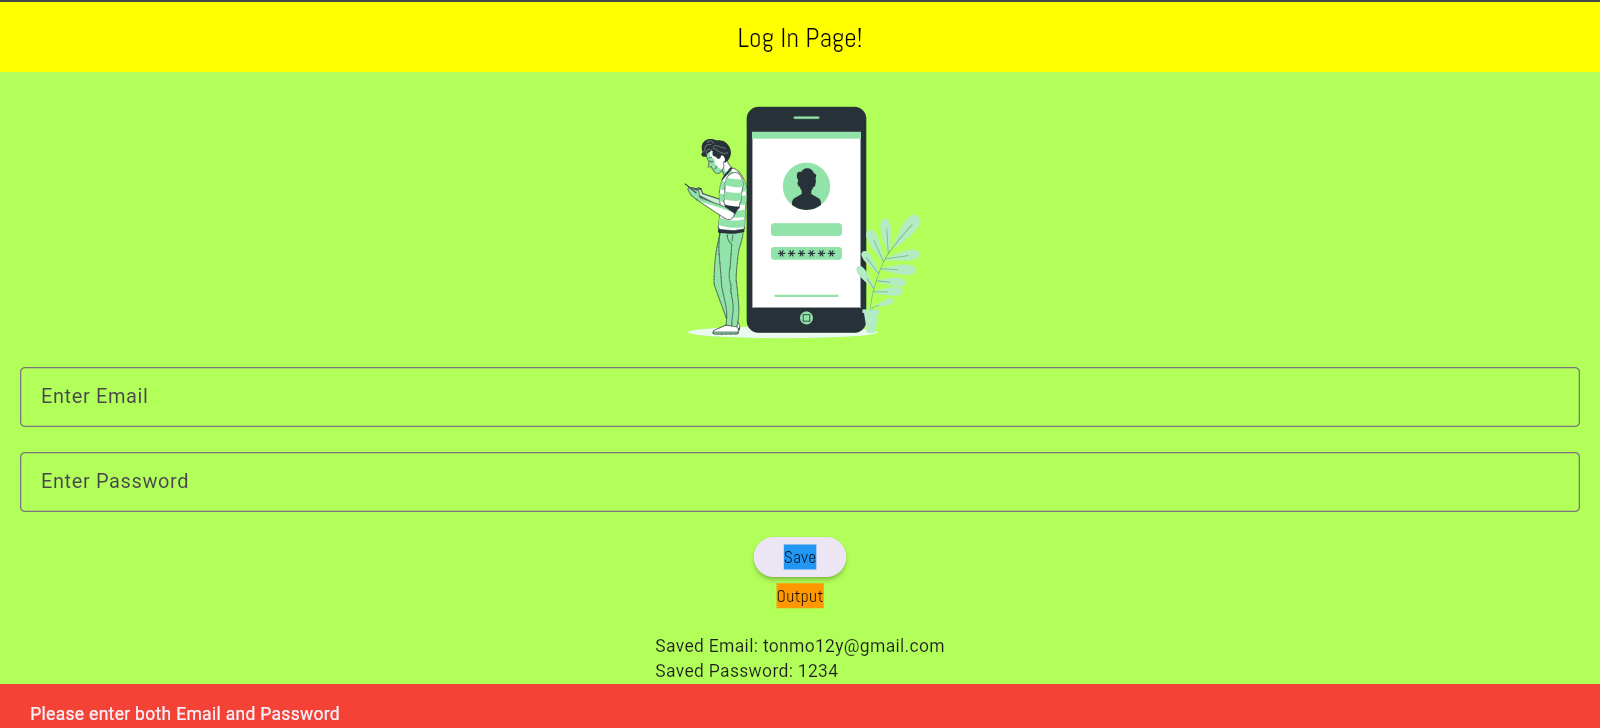 Log In Page!
******
Enter Email
Enter Password
Save
Output
Saved Email: tonmo12y@gmail.com
Saved Password: 1234
Please enter both Email and Password